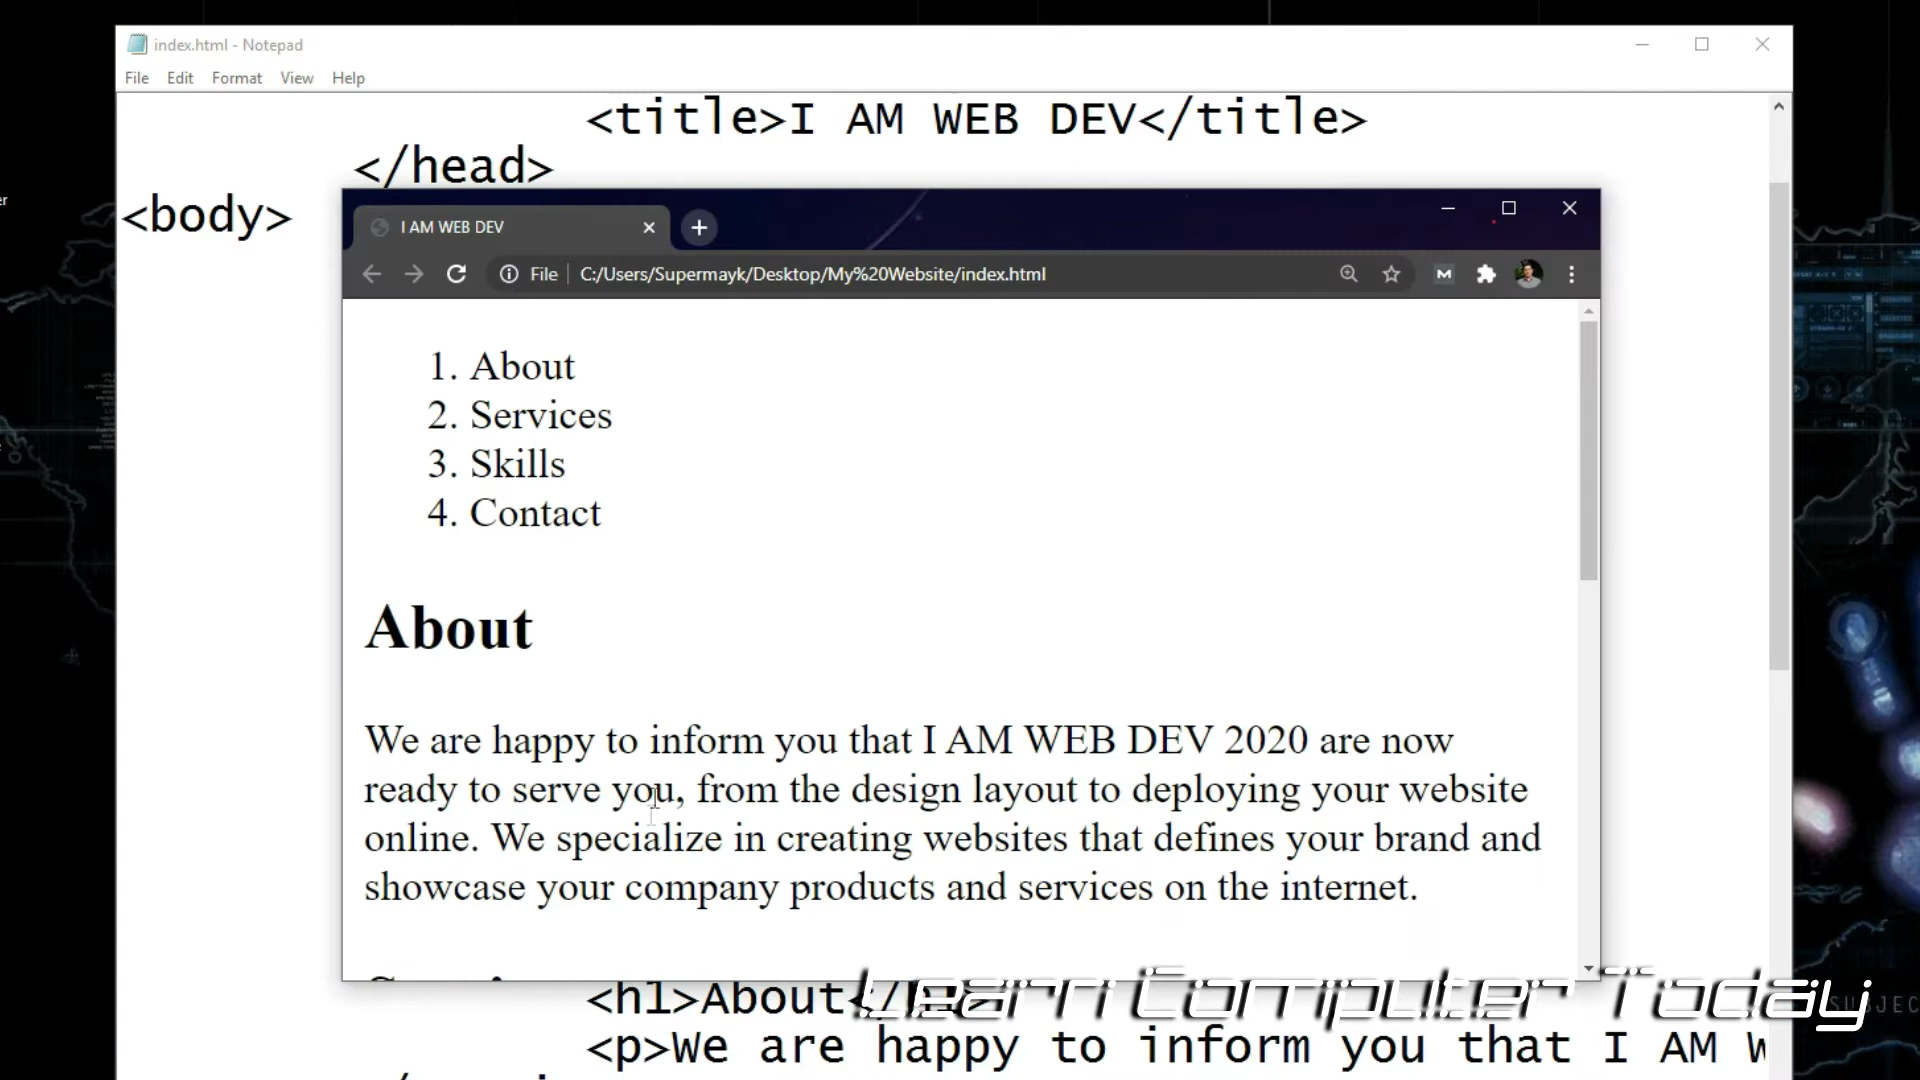 index.html - Notepad
File Edit Format View Help
<title>I AM WEB DEV</title>
</head>
<body>
I AM WEB DEV
File C:/Users/Supermayk/Desktop/My%20Website/index.html
1. About
2. Services
3. Skills
4. Contact
About
We are happy to inform you that I AM WEB DEV 2020 are now
ready to serve you, from the design layout to deploying your website
online. We specialize in creating websites that defines your brand and
showcase your company products and services on the internet.
<h1>About</h1>
Learn Computer Today
<p>We are happy to inform you that I AM W